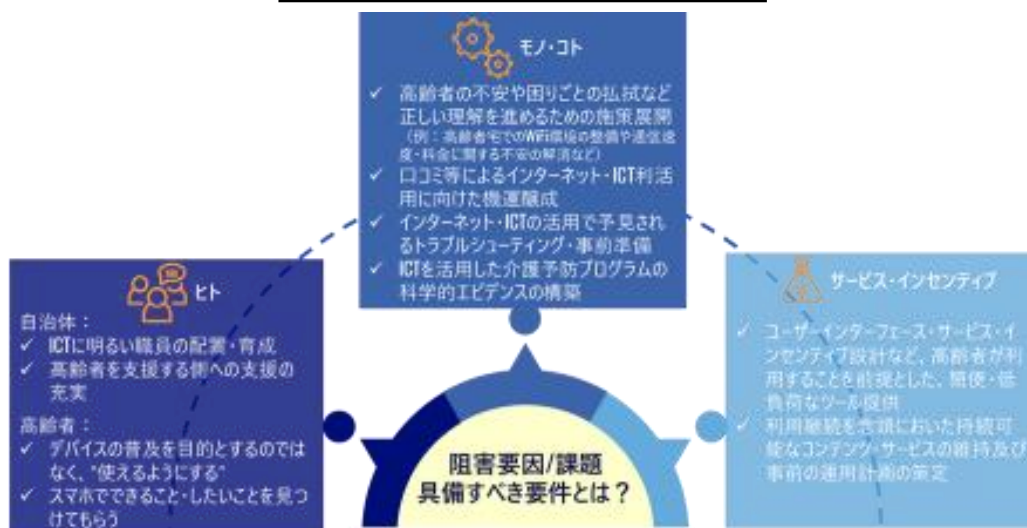 モノ・コト
✓ 高齢者の不安や困りごとの払拭など
正しい理解を進めるための施策展開
(例：高齢者宅でのWiFi環境の整備や通信速
度・料金に関する不安の解消など)
✓ 口コミ等によるインターネット・ICT利活
用に向けた機運醸成
✓ インターネット・ICTの活用で予見され
るトラブルシューティング・事前準備
✓ ICTを活用した介護予防プログラムの
科学的エビデンスの構築
ヒト
自治体：
✓ ICTに明るい職員の配置・育成
✓ 高齢者を支援する側への支援の
充実
高齢者：
✓ デバイスの普及を目的とするのでは
なく、"使えるようにする"
✓ スマホでできること・したいことを見つ
けてもらう
サービス・インセンティブ
✓ ユーザーインターフェース・サービス・イ
ンセンティブ設計など、高齢者が利
用することを前提とした、簡便・低
負荷なツール提供
✓ 利用継続を念頭においた持続可
能なコンテンツ・サービスの維持及び
事前の運用計画の策定
阻害要因/課題
具備すべき要件とは？